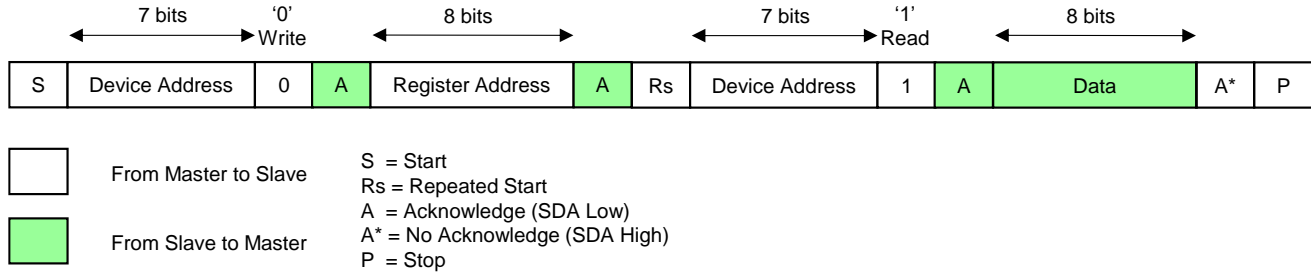 7 bits ‘0’ 8 bits 7 bits ‘1’ 8 bits
Write Read
S Device Address 0 A Register Address A Rs Device Address 1 A Data A* P
From Master to Slave
From Slave to Master
S = Start
Rs = Repeated Start
A = Acknowledge (SDA Low)
A* = No Acknowledge (SDA High)
P = Stop